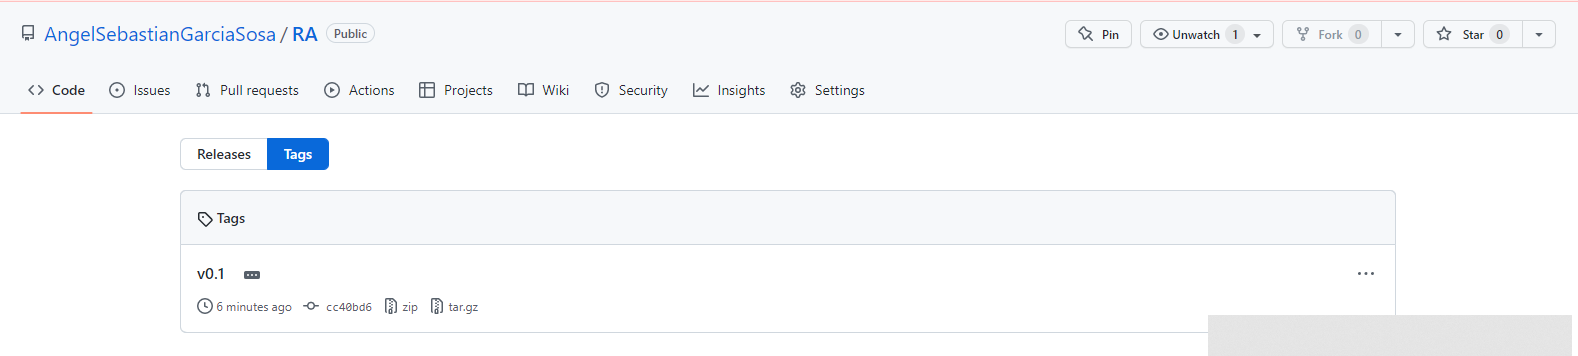 AngelSebastianGarciaSosa / RA Public Pin Unwatch 1 Fork 0 Star 0
Code Issues Pull requests Actions Projects Wiki Security Insights Settings
Releases Tags
Tags
v0.1
6 minutes ago cc40bd6 zip tar.gz